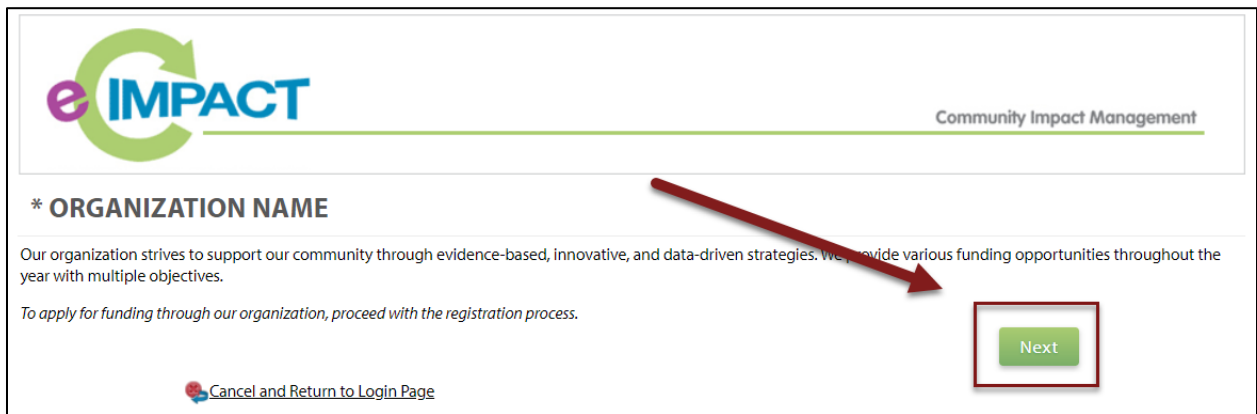 e IMPACT
Community Impact Management
* ORGANIZATION NAME
Our organization strives to support our community through evidence-based, innovative, and data-driven strategies. We provide various funding opportunities throughout the
year with multiple objectives.
To apply for funding through our organization, proceed with the registration process.
Next
Cancel and Return to Login Page